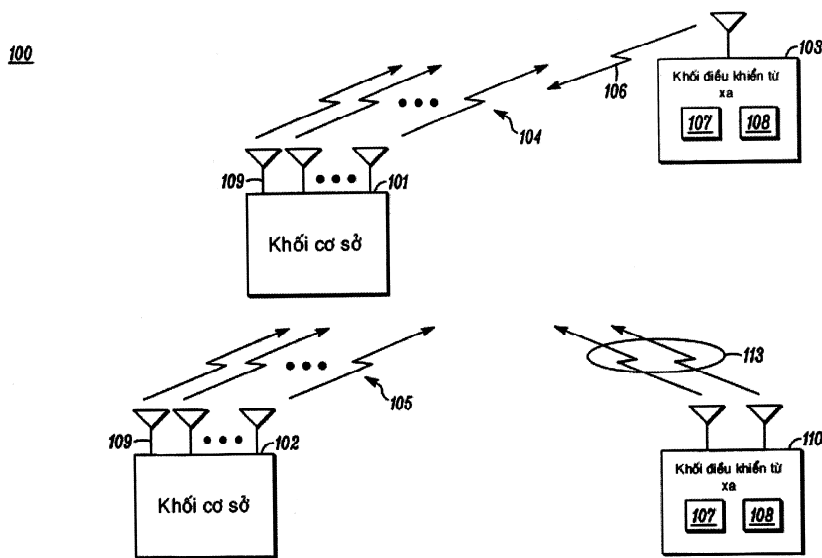 100
103
Khối điều khiển từ
xa
107 108
106
104
109
101
Khối cơ sở
113
105
109
102
Khối cơ sở
110
Khối điều khiển từ
xa
107 108